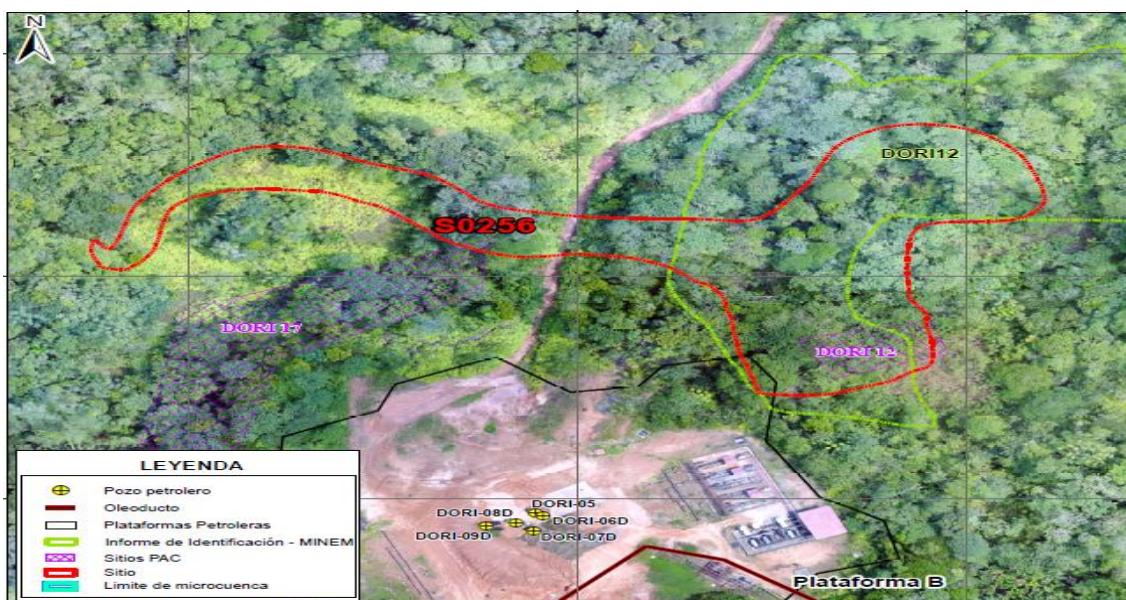 N
DORI12
S0256
DORI 17
DORI 12
LEYENDA
Pozo petrolero
Oleoducto
Plataformas Petroleras
Informe de Identificación - MINEM
Sitios PAC
Sitio
Limite de microcuenca
DORI-05
DORI-08D
DORI-06D
DORI-09D
DORI-07D
Plataforma B